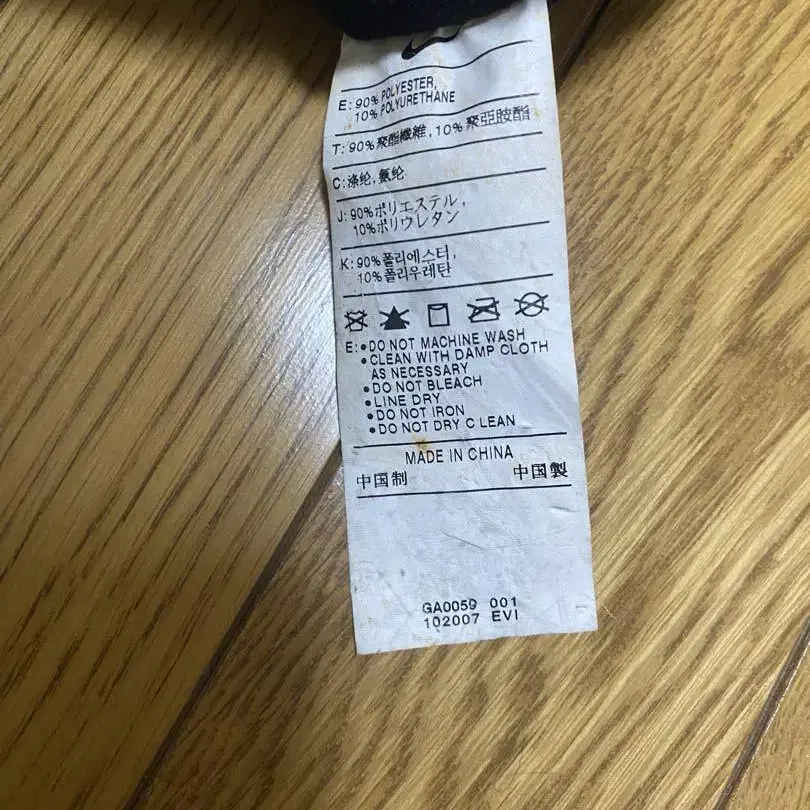 E: 90% POLYESTER,
10% POLYURETHANE
T: 90%聚酯纖維, 10%聚亞胺酯
C: 涤纶, 氨纶
J: 90%ポリエステル,
10%ポリウレタン
K: 90%폴리에스터,
10%폴리우레탄
E: •DO NOT MACHINE WASH
•CLEAN WITH DAMP CLOTH
AS NECESSARY
•DO NOT BLEACH
•LINE DRY
•DO NOT IRON
•DO NOT DRY C LEAN
MADE IN CHINA
中国制 中国製
GA0059 001
102007 EVI